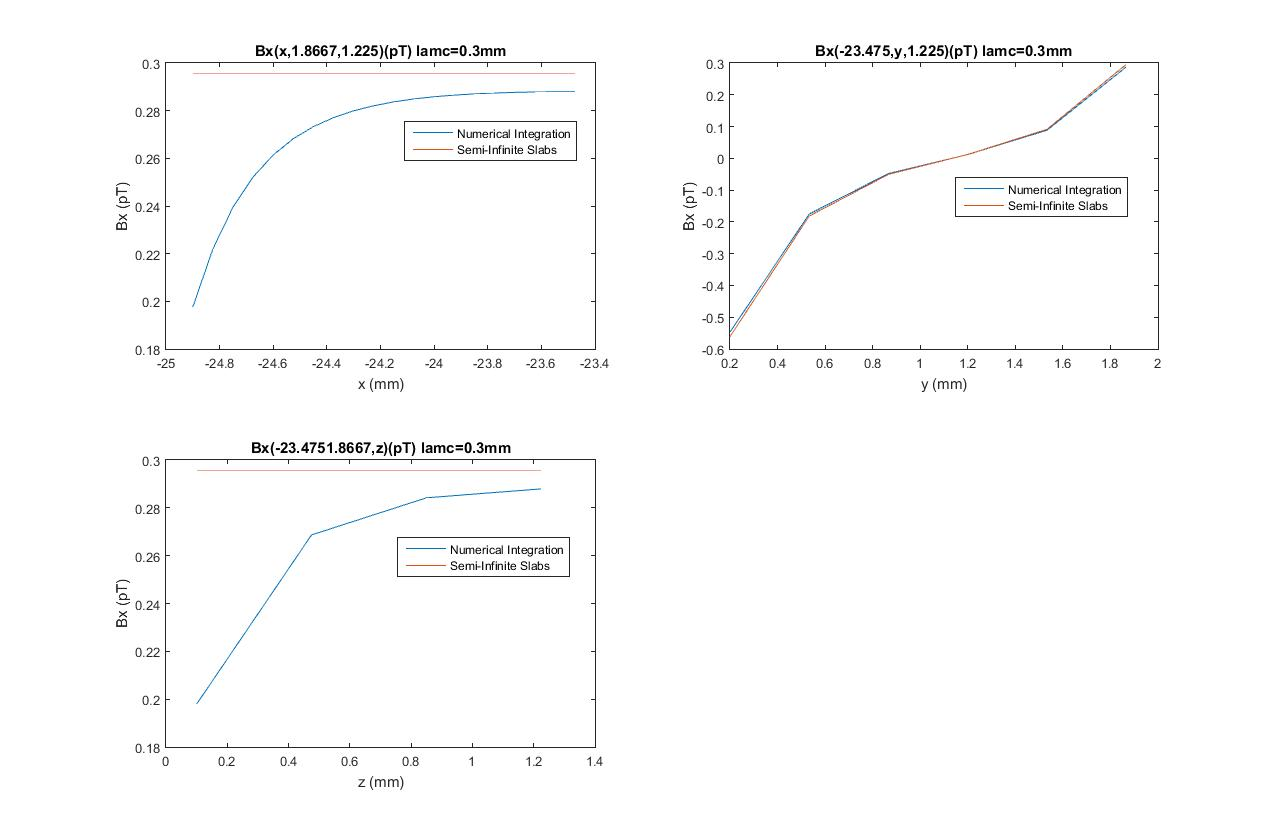 Bx(x,1.8667,1.225)(pT) lamc=0.3mm
0.3
0.28
0.26
0.24
0.22
0.2
0.18
Bx (pT)
Numerical Integration
Semi-Infinite Slabs
-25 -24.8 -24.6 -24.4 -24.2 -24 -23.8 -23.6 -23.4
x (mm)
Bx(-23.475,y,1.225)(pT) lamc=0.3mm
0.3
0.2
0.1
0
-0.1
-0.2
-0.3
-0.4
-0.5
-0.6
Bx (pT)
Numerical Integration
Semi-Infinite Slabs
0.2 0.4 0.6 0.8 1 1.2 1.4 1.6 1.8 2
y (mm)
Bx(-23.4751.8667,z)(pT) lamc=0.3mm
0.3
0.28
0.26
0.24
0.22
0.2
0.18
Bx (pT)
Numerical Integration
Semi-Infinite Slabs
0 0.2 0.4 0.6 0.8 1 1.2 1.4
z (mm)